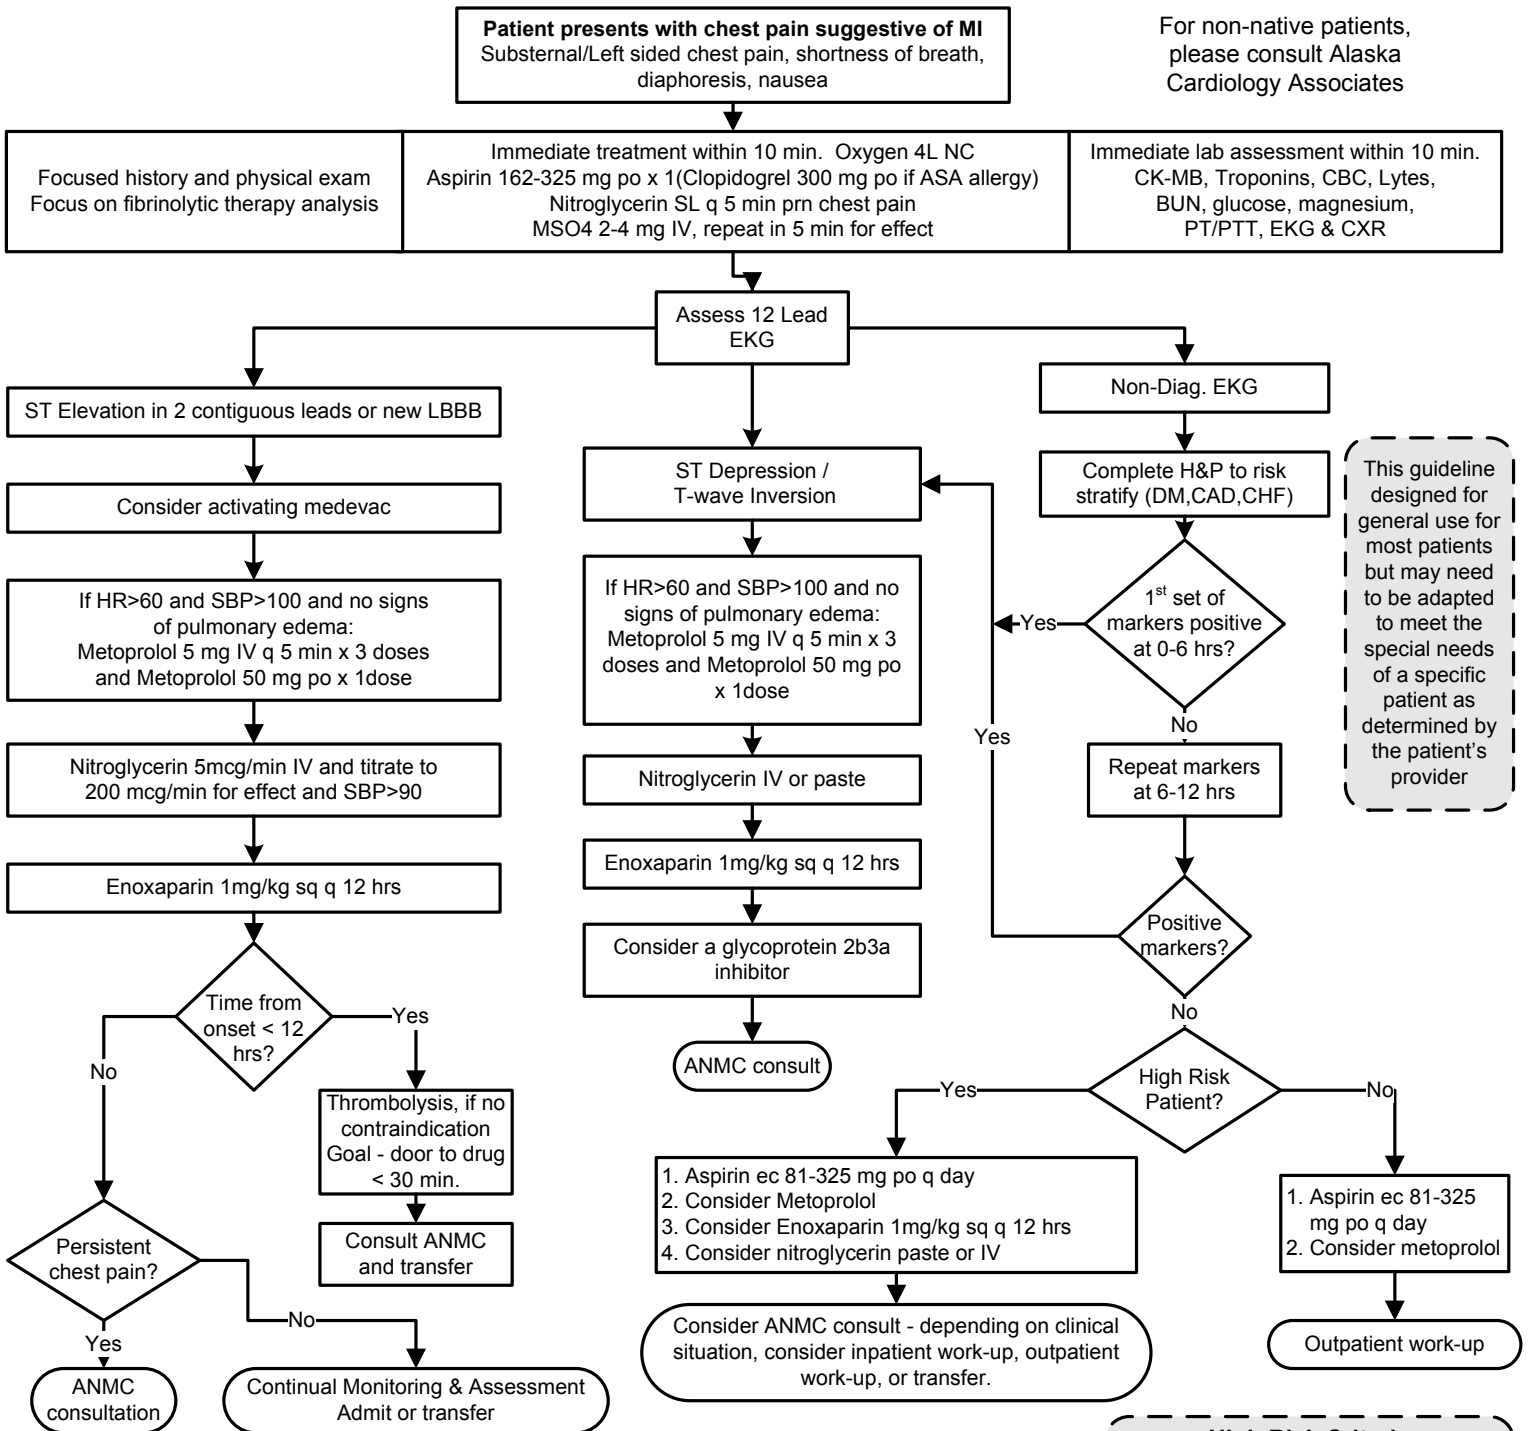 Patient presents with chest pain suggestive of MI
Substernal/Left sided chest pain, shortness of breath,
diaphoresis, nausea
For non-native patients,
please consult Alaska
Cardiology Associates
Focused history and physical exam
Focus on fibrinolytic therapy analysis
Immediate treatment within 10 min. Oxygen 4L NC
Aspirin 162-325 mg po x 1(Clopidogrel 300 mg po if ASA allergy)
Nitroglycerin SL q 5 min prn chest pain
MSO4 2-4 mg IV, repeat in 5 min for effect
Immediate lab assessment within 10 min.
CK-MB, Troponins, CBC, Lytes,
BUN, glucose, magnesium,
PT/PTT, EKG & CXR
Assess 12 Lead
EKG
ST Elevation in 2 contiguous leads or new LBBB
Consider activating medevac
If HR>60 and SBP>100 and no signs
of pulmonary edema:
Metoprolol 5 mg IV q 5 min x 3 doses
and Metoprolol 50 mg po x 1dose
Nitroglycerin 5mcg/min IV and titrate to
200 mcg/min for effect and SBP>90
Enoxaparin 1mg/kg sq q 12 hrs
Time from
onset < 12
hrs?
Yes
No
Thrombolysis, if no
contraindication
Goal - door to drug
< 30 min.
Consult ANMC
and transfer
Persistent
chest pain?
No
Yes
ANMC
consultation
Continual Monitoring & Assessment
Admit or transfer
ST Depression /
T-wave Inversion
If HR>60 and SBP>100 and no
signs of pulmonary edema:
Metoprolol 5 mg IV q 5 min x 3
doses and Metoprolol 50 mg po
x 1dose
Nitroglycerin IV or paste
Enoxaparin 1mg/kg sq q 12 hrs
Consider a glycoprotein 2b3a
inhibitor
ANMC consult
Non-Diag. EKG
Complete H&P to risk
stratify (DM,CAD,CHF)
1st set of
markers positive
at 0-6 hrs?
Yes
No
Repeat markers
at 6-12 hrs
Yes
Positive
markers?
No
High Risk
Patient?
Yes
No
1. Aspirin ec 81-325 mg po q day
2. Consider Metoprolol
3. Consider Enoxaparin 1mg/kg sq q 12 hrs
4. Consider nitroglycerin paste or IV
Consider ANMC consult - depending on clinical
situation, consider inpatient work-up, outpatient
work-up, or transfer.
1. Aspirin ec 81-325
mg po q day
2. Consider metoprolol
Outpatient work-up
This guideline
designed for
general use for
most patients
but may need
to be adapted
to meet the
special needs
of a specific
patient as
determined by
the patient's
provider